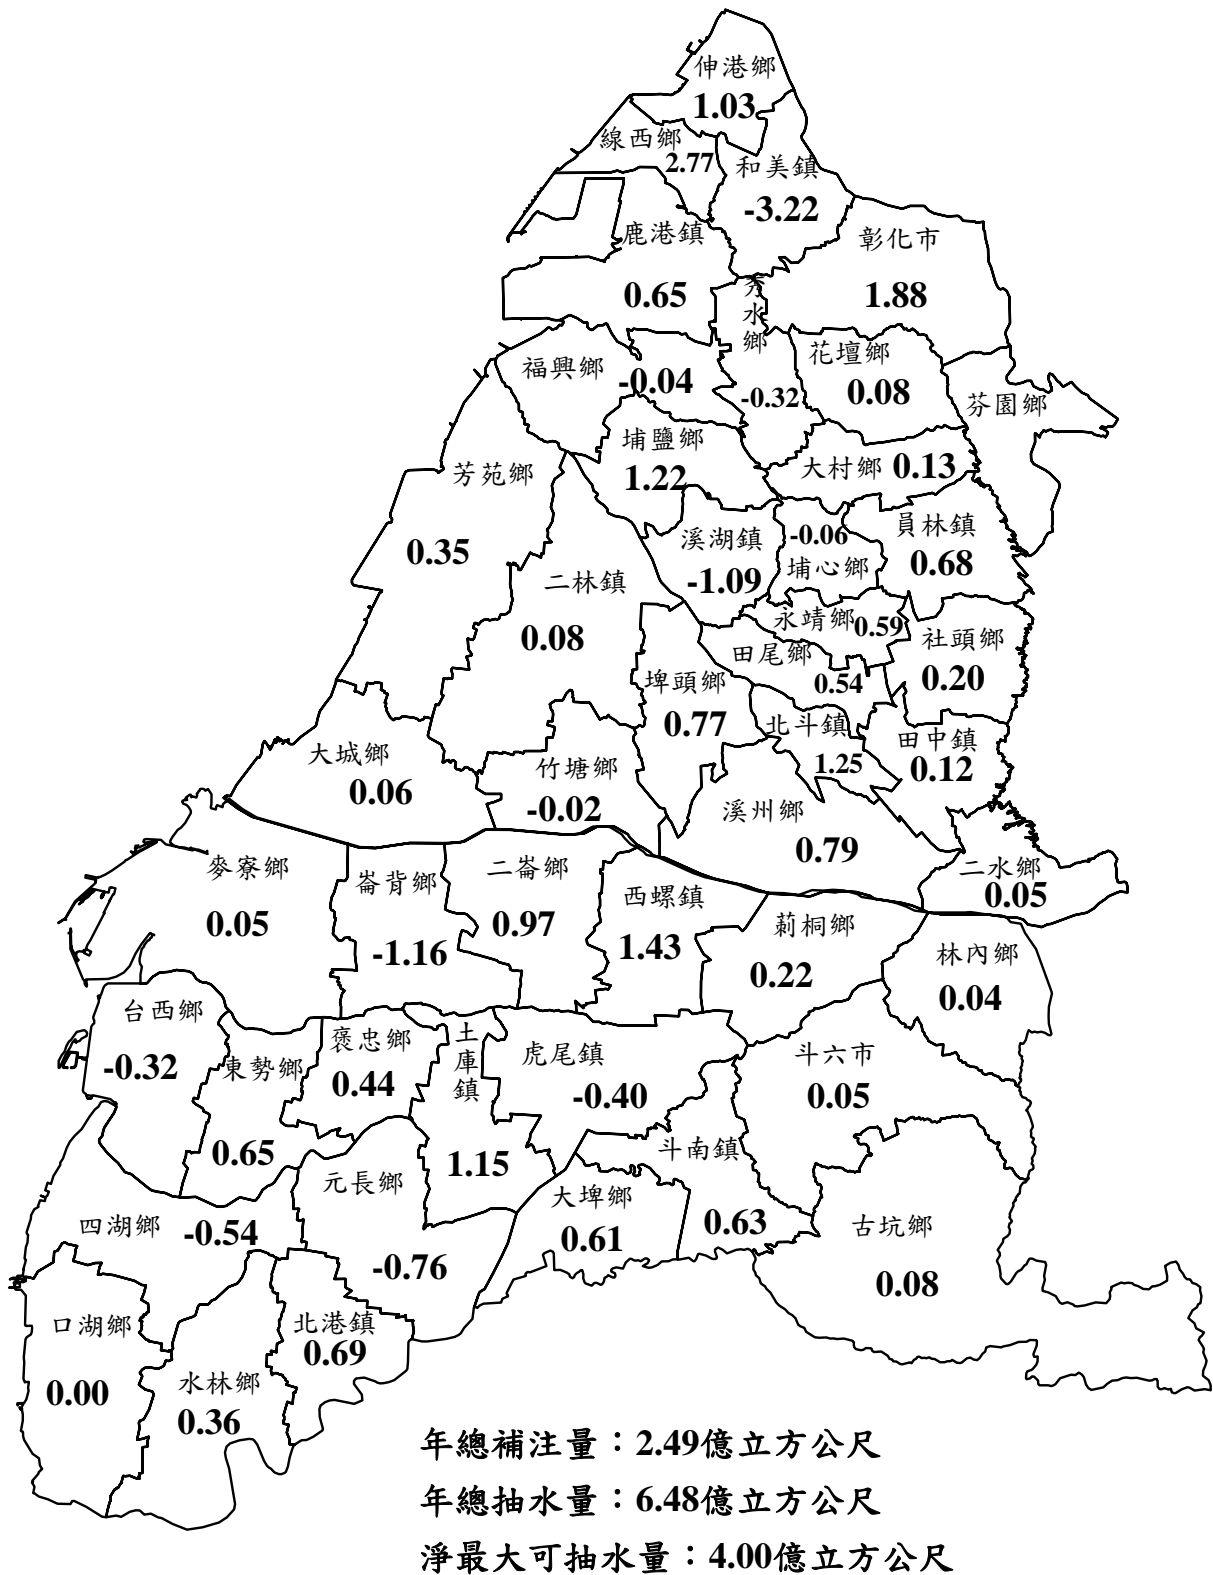 伸港鄉
1.03
線西鄉
2.77
和美鎮
-3.22
鹿港鎮
0.65
彰化市
1.88
秀水鄉
-0.32
福興鄉
-0.04
花壇鄉
0.08
芬園鄉
埔鹽鄉
1.22
大村鄉 0.13
芳苑鄉
0.35
溪湖鎮
-1.09
-0.06
埔心鄉
員林鎮
0.68
二林鎮
0.08
永靖鄉 0.59
田尾鄉
0.54
社頭鄉
0.20
埤頭鄉
0.77
北斗鎮
1.25
田中鎮
0.12
大城鄉
0.06
竹塘鄉
-0.02
溪州鄉
0.79
二水鄉
0.05
麥寮鄉
0.05
崙背鄉
-1.16
二崙鄉
0.97
西螺鎮
1.43
莿桐鄉
0.22
林內鄉
0.04
台西鄉
-0.32
東勢鄉
0.65
褒忠鄉
0.44
土庫鎮
1.15
虎尾鎮
-0.40
斗六市
0.05
斗南鎮
0.63
元長鄉
-0.76
大埤鄉
0.61
古坑鄉
0.08
四湖鄉 -0.54
口湖鄉
0.00
北港鎮
0.69
水林鄉
0.36
年總補注量：2.49億立方公尺
年總抽水量：6.48億立方公尺
淨最大可抽水量：4.00億立方公尺